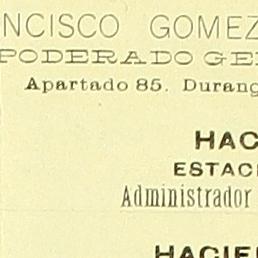 NCISCO GOMEZ
PODERADO GE
Apartado 85. Durang
HAC
ESTACI
Administrador
HACIE